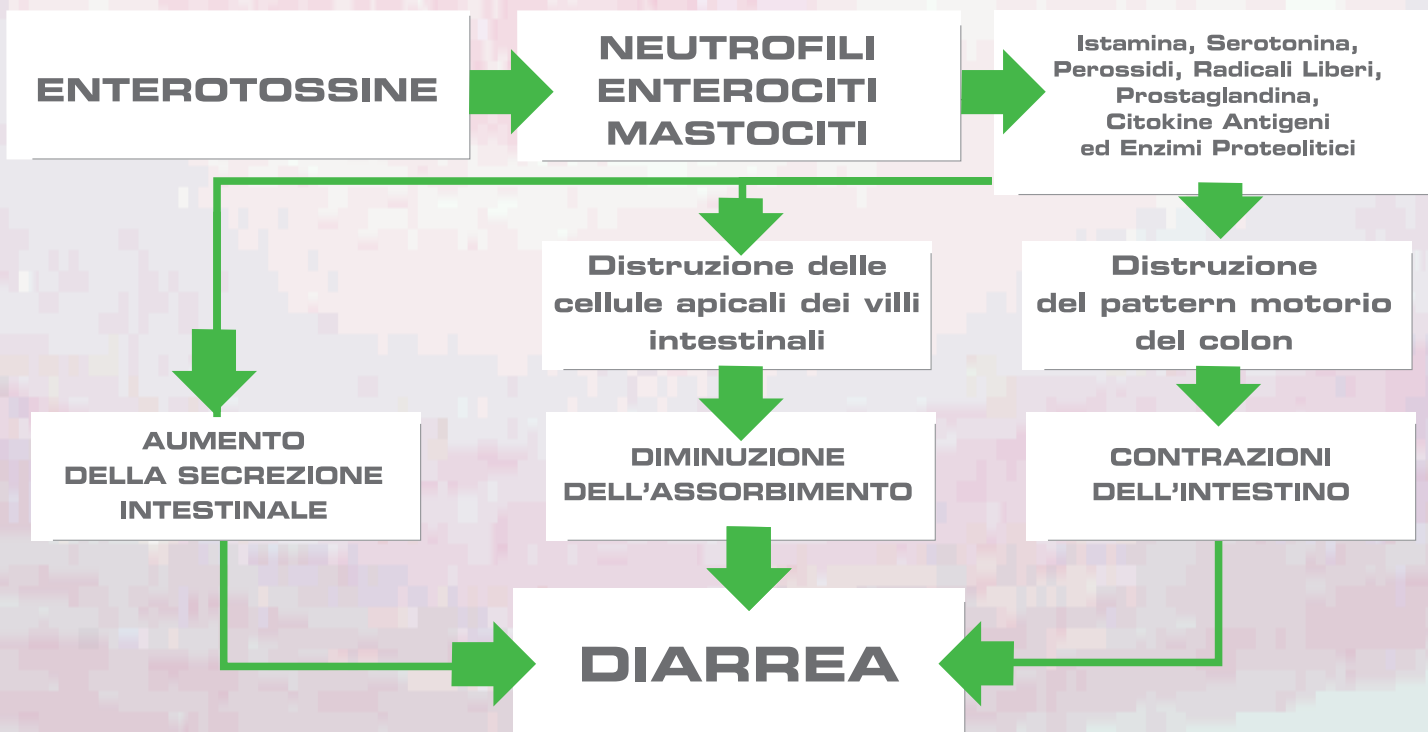 ENTEROTOSSINE
NEUTROFILI
ENTEROCITI
MASTOCITI
Istamina, Serotonina,
Perossidi, Radicali Liberi,
Prostaglandina,
Citokine Antigeni
ed Enzimi Proteolitici
Distruzione delle
cellule apicali dei villi
intestinali
Distruzione
del pattern motorio
del colon
AUMENTO
DELLA SECREZIONE
INTESTINALE
DIMINUZIONE
DELL'ASSORBIMENTO
CONTRAZIONI
DELL'INTESTINO
DIARREA